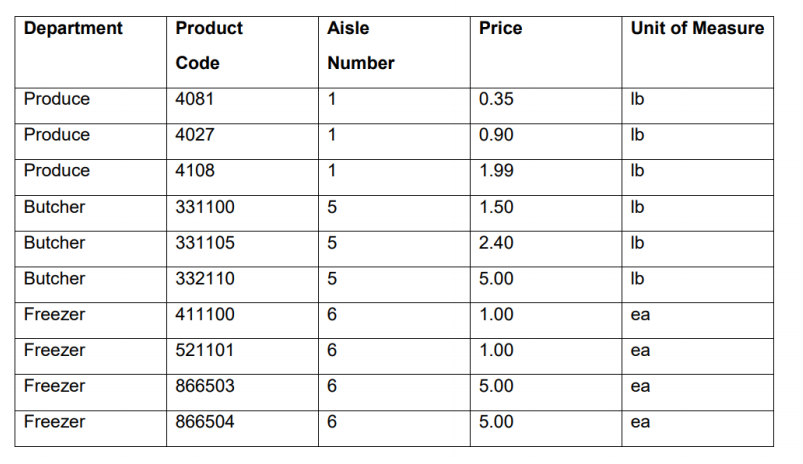 Department Product Code Aisle Number Price Unit of Measure
Produce 4081 1 0.35 lb
Produce 4027 1 0.90 lb
Produce 4108 1 1.99 lb
Butcher 331100 5 1.50 lb
Butcher 331105 5 2.40 lb
Butcher 332110 5 5.00 lb
Freezer 411100 6 1.00 ea
Freezer 521101 6 1.00 ea
Freezer 866503 6 5.00 ea
Freezer 866504 6 5.00 ea